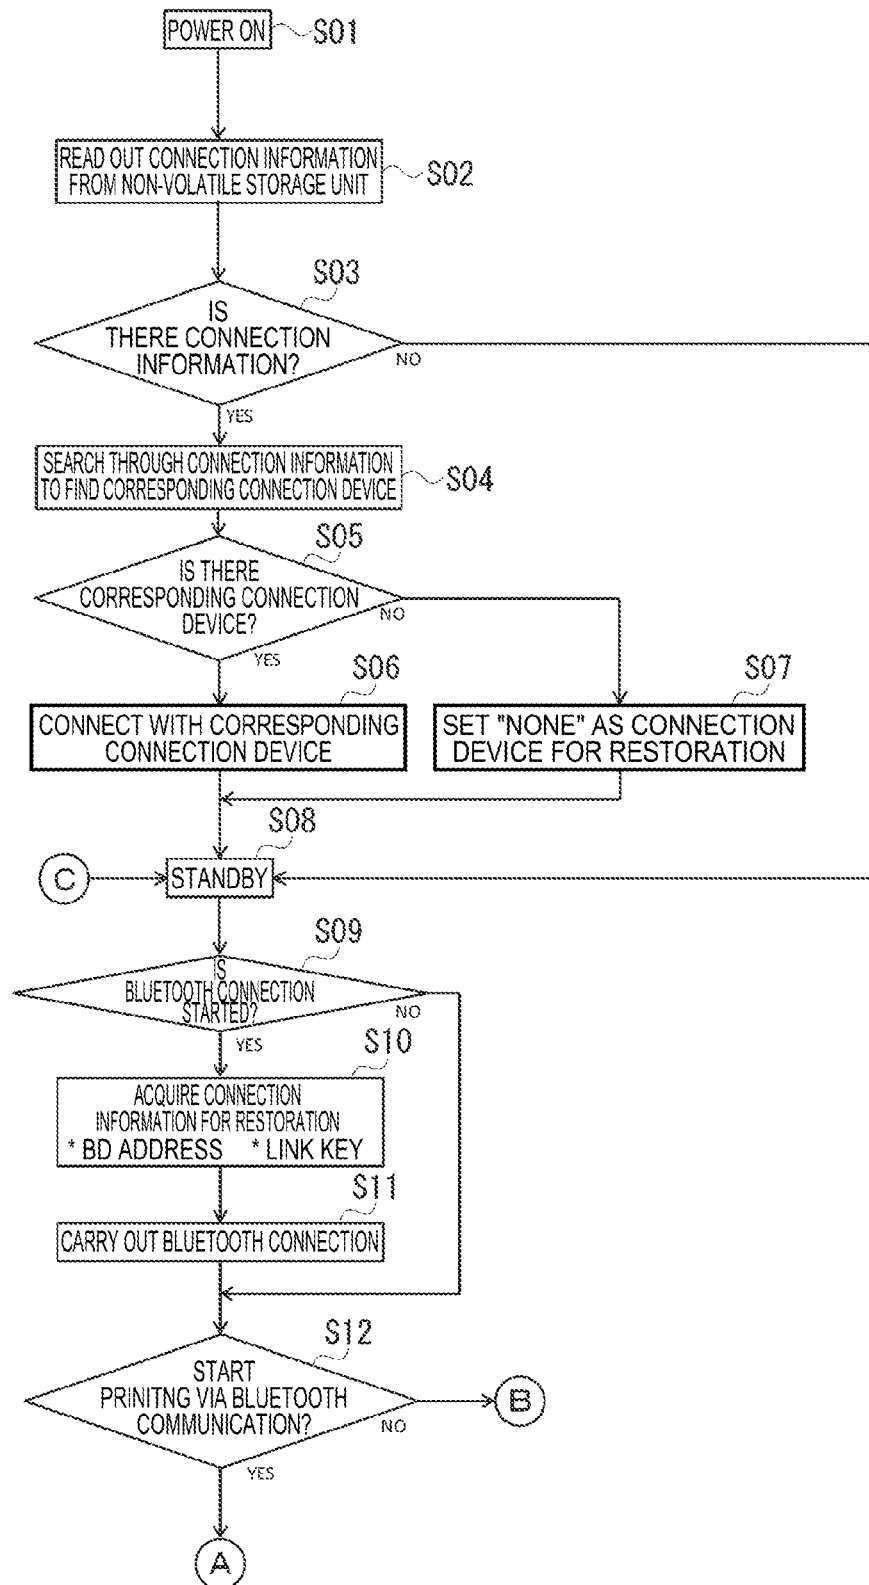 POWER ON
S01
READ OUT CONNECTION INFORMATION
FROM NON-VOLATILE STORAGE UNIT
S02
S03
IS
THERE CONNECTION
INFORMATION?
NO
YES
SEARCH THROUGH CONNECTION INFORMATION
TO FIND CORRESPONDING CONNECTION DEVICE
S04
S05
IS THERE
CORRESPONDING CONNECTION
DEVICE?
NO
YES
S06
S07
CONNECT WITH CORRESPONDING
CONNECTION DEVICE
SET "NONE" AS CONNECTION
DEVICE FOR RESTORATION
S08
C
STANDBY
S09
IS
BLUETOOTH CONNECTION
STARTED?
NO
YES
S10
ACQUIRE CONNECTION
INFORMATION FOR RESTORATION
* BD ADDRESS * LINK KEY
S11
CARRY OUT BLUETOOTH CONNECTION
S12
START
PRINITNG VIA BLUETOOTH
COMMUNICATION?
NO
B
YES
A